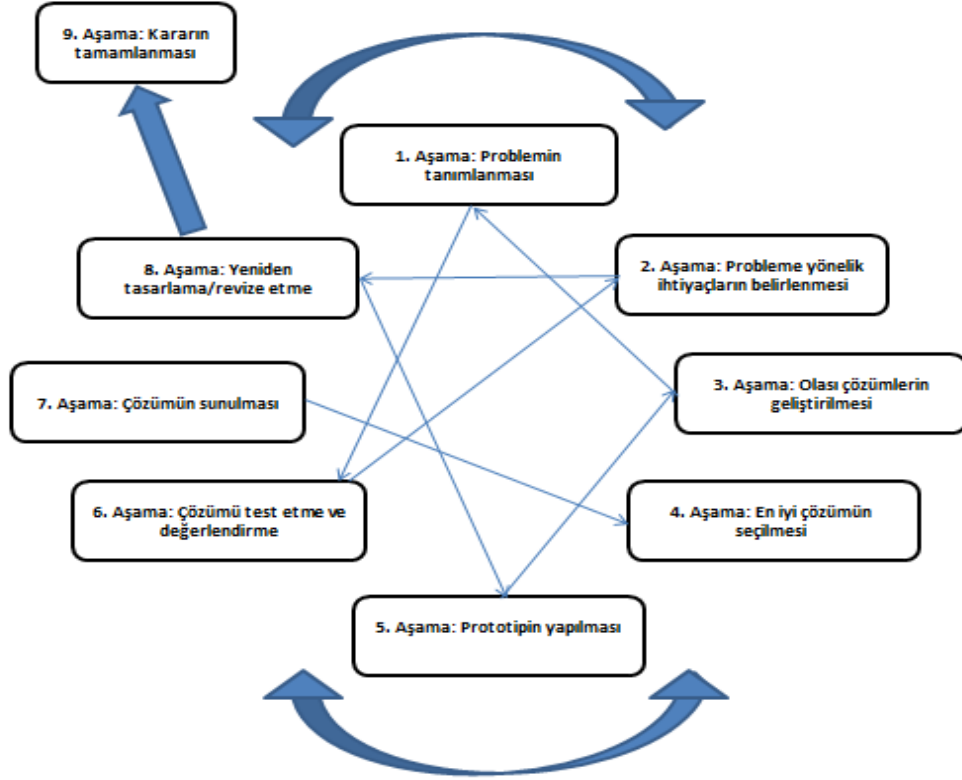 9. Aşama: Kararın
tamamlanması
1. Aşama: Problemin
tanımlanması
2. Aşama: Probleme yönelik
ihtiyaçların belirlenmesi
3. Aşama: Olası çözümlerin
geliştirilmesi
4. Aşama: En iyi çözümün
seçilmesi
5. Aşama: Prototipin yapılması
6. Aşama: Çözümü test etme ve
değerlendirme
7. Aşama: Çözümün sunulması
8. Aşama: Yeniden
tasarlama/revize etme